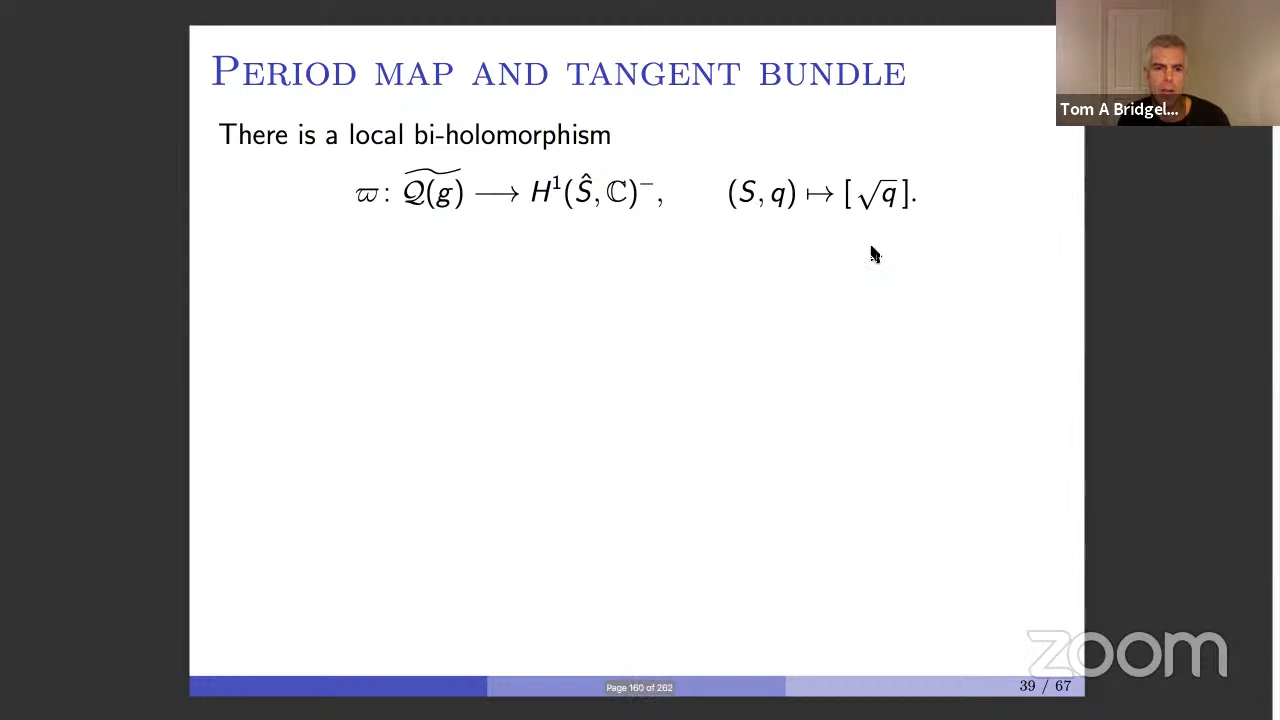 PERIOD MAP AND TANGENT BUNDLE
Tom A Bridgel...
There is a local bi-holomorphism
ϖ: \widetilde{𝒬(g)} ⟶ H¹(Ŝ, ℂ)⁻, (S, q) ↦ [√q].
zoom
Page 160 of 262
39 / 67